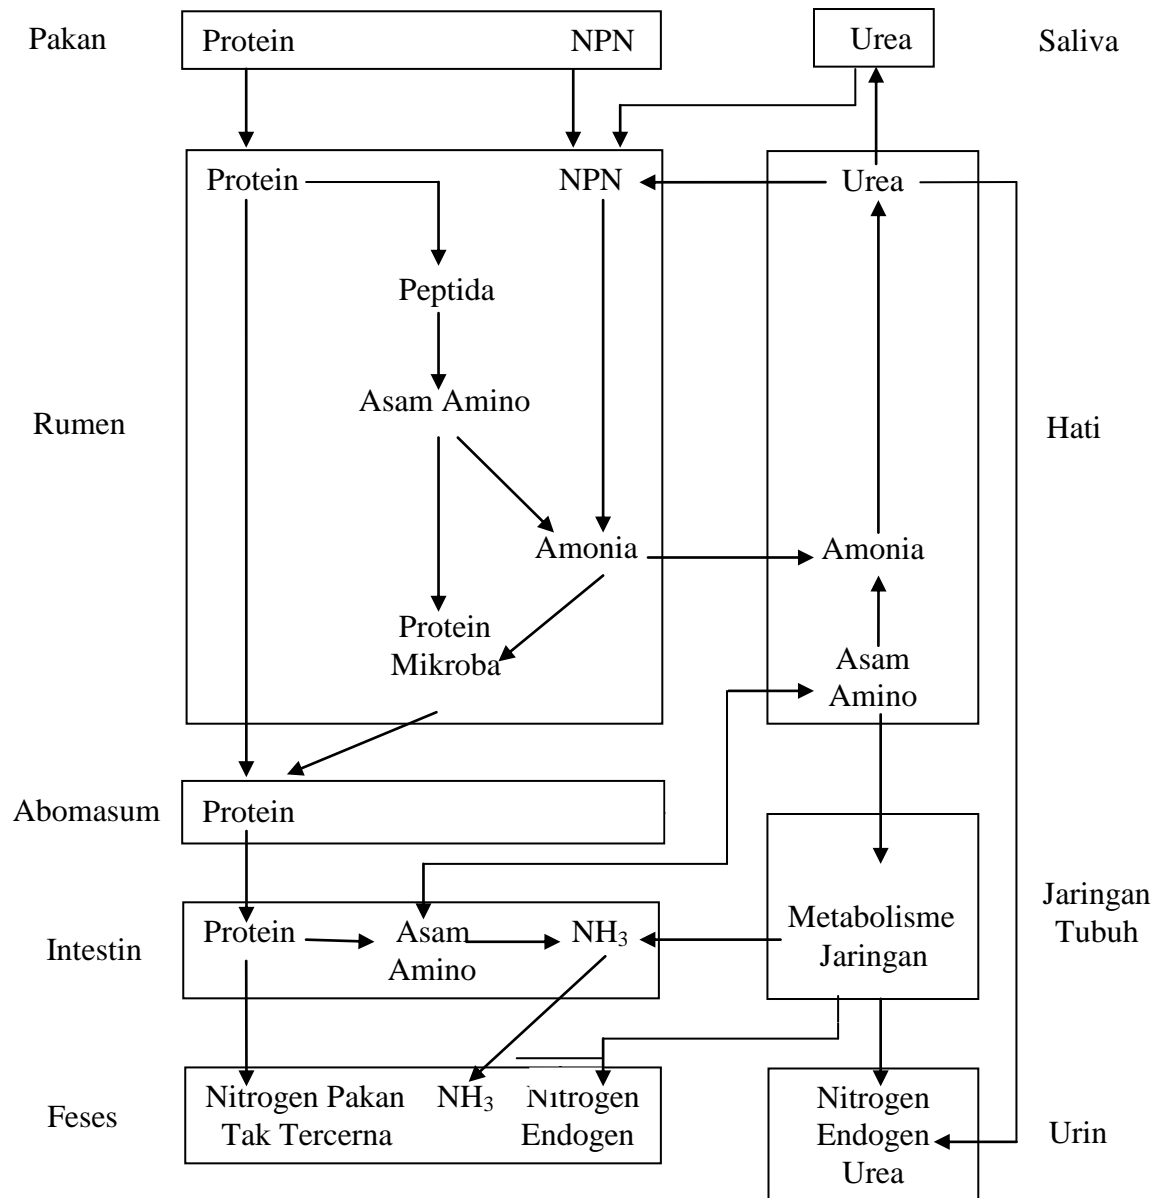 Pakan
Protein
NPN
Urea
Saliva
Protein
NPN
Urea
Peptida
Asam Amino
Rumen
Hati
Amonia
Amonia
Protein
Mikroba
Asam
Amino
Abomasum
Protein
Intestin
Protein
Asam
Amino
NH₃
Metabolisme
Jaringan
Jaringan
Tubuh
Feses
Nitrogen Pakan
Tak Tercerna
NH₃
Nitrogen
Endogen
Nitrogen
Endogen
Urea
Urin